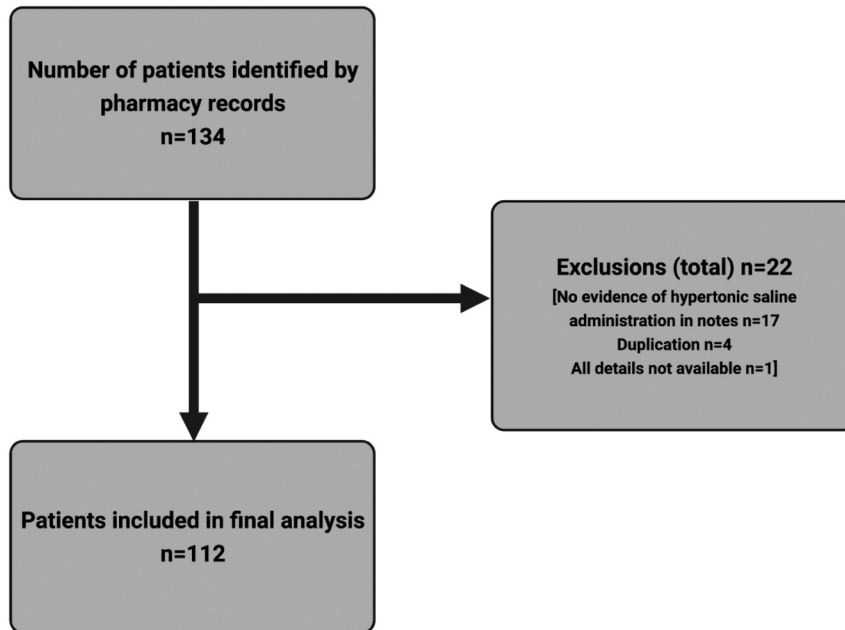 Number of patients identified by
pharmacy records
n=134
Exclusions (total) n=22
[No evidence of hypertonic saline
administration in notes n=17
Duplication n=4
All details not available n=1]
Patients included in final analysis
n=112